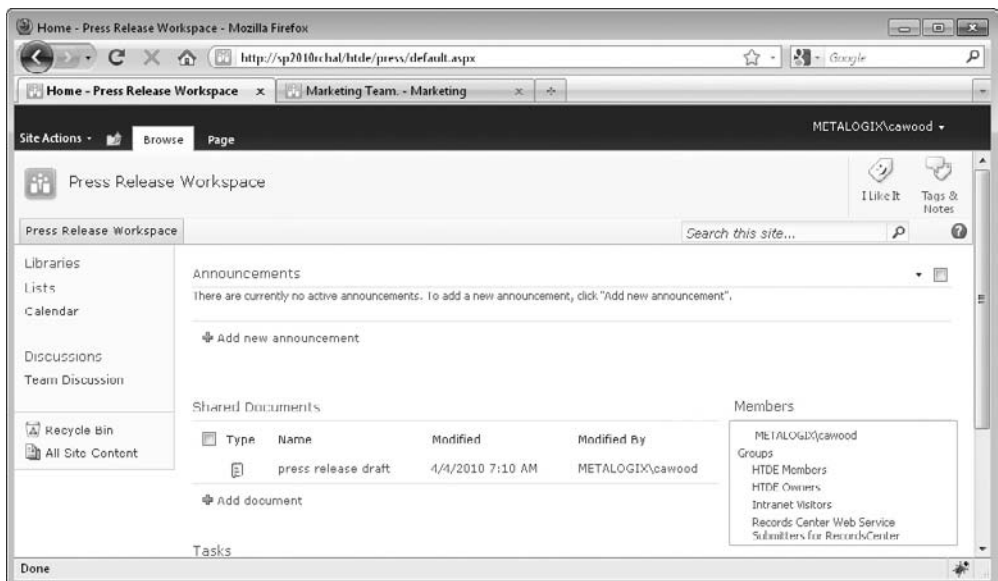 Home - Press Release Workspace - Mozilla Firefox
http://sp2010rchal/htde/press/default.aspx
Google
Home - Press Release Workspace x Marketing Team. - Marketing x
METALOGIX\cawood
Site Actions Browse Page
Press Release Workspace
I Like It
Tags & Notes
Press Release Workspace
Search this site...
Libraries
Lists
Calendar
Discussions
Team Discussion
Recycle Bin
All Site Content
Announcements
There are currently no active announcements. To add a new announcement, click "Add new announcement".
Add new announcement
Shared Documents
Type Name Modified Modified By
press release draft 4/4/2010 7:10 AM METALOGIX\cawood
Add document
Tasks
Members
METALOGIX\cawood
Groups
HTDE Members
HTDE Owners
Intranet Visitors
Records Center Web Service
Submitters for RecordsCenter
Done